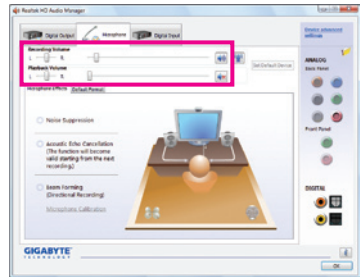 Realtek HD Audio Manager
Digital Output
Microphone
Digital Input
Device advanced
settings
Recording Volume
L
R
Set Default Device
Playback Volume
L
R
ANALOG
Back Panel
Microphone Effects
Default Format
Noise Suppression
Acoustic Echo Cancellation
(The function will become
valid starting from the next
recording.)
Front Panel
Beam Forming
(Directional Recording)
Microphone Calibration
DIGITAL
GIGABYTE
TECHNOLOGY
OK